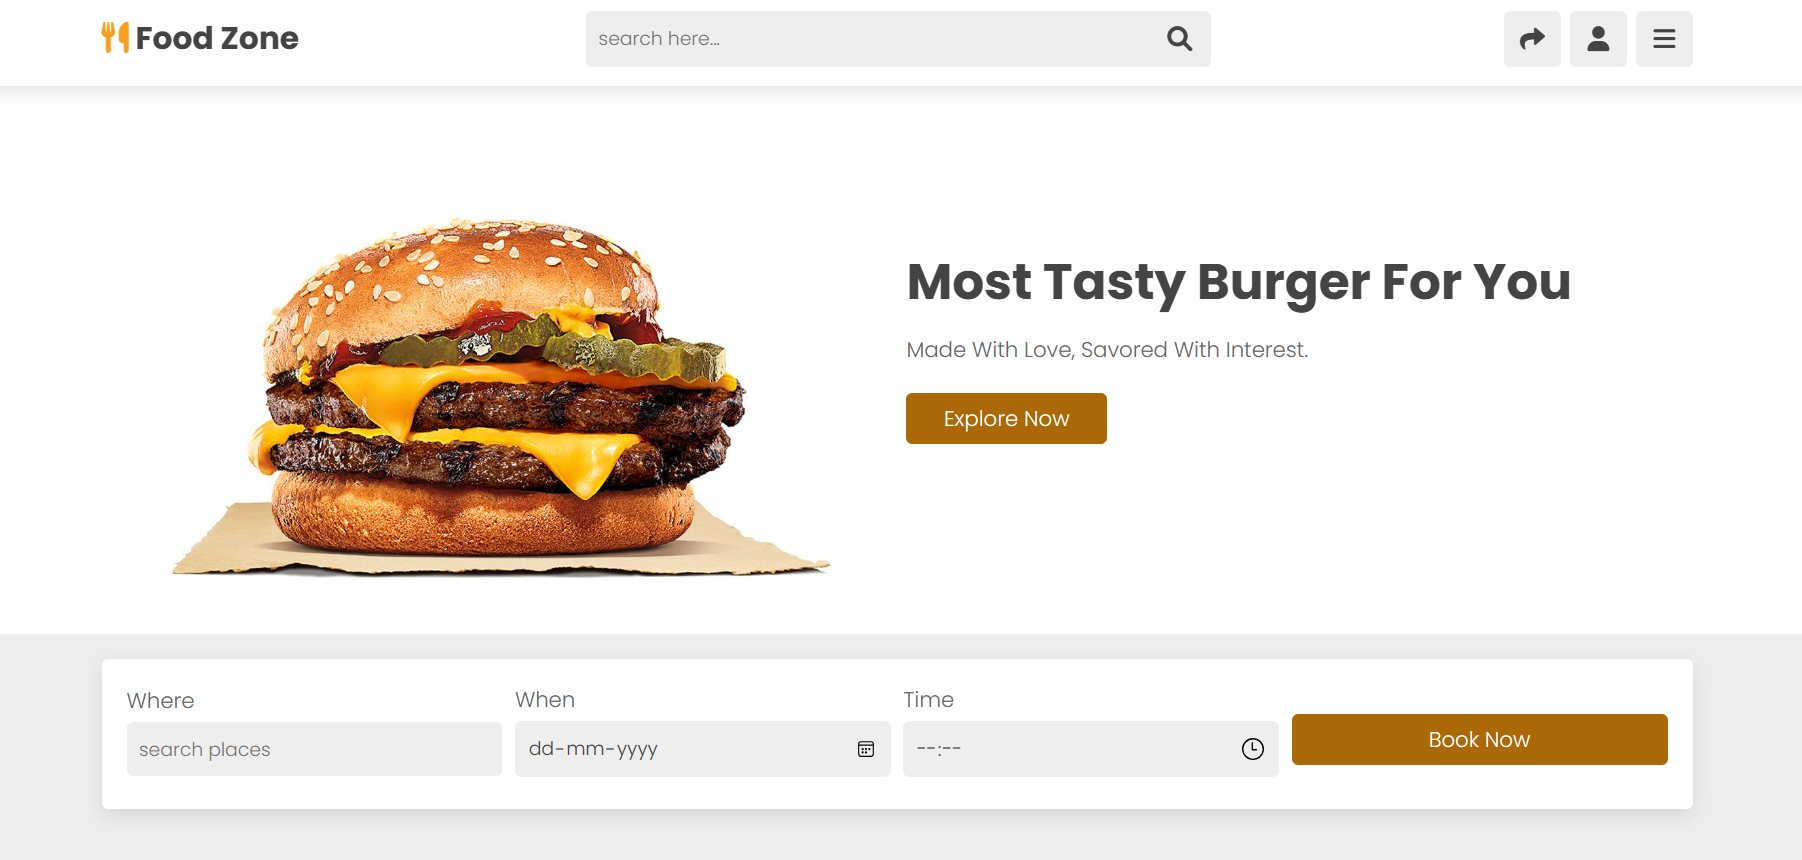 Food Zone
search here...
Most Tasty Burger For You
Made With Love, Savored With Interest.
Explore Now
Where
When
Time
search places
dd-mm-yyyy
--:--
Book Now